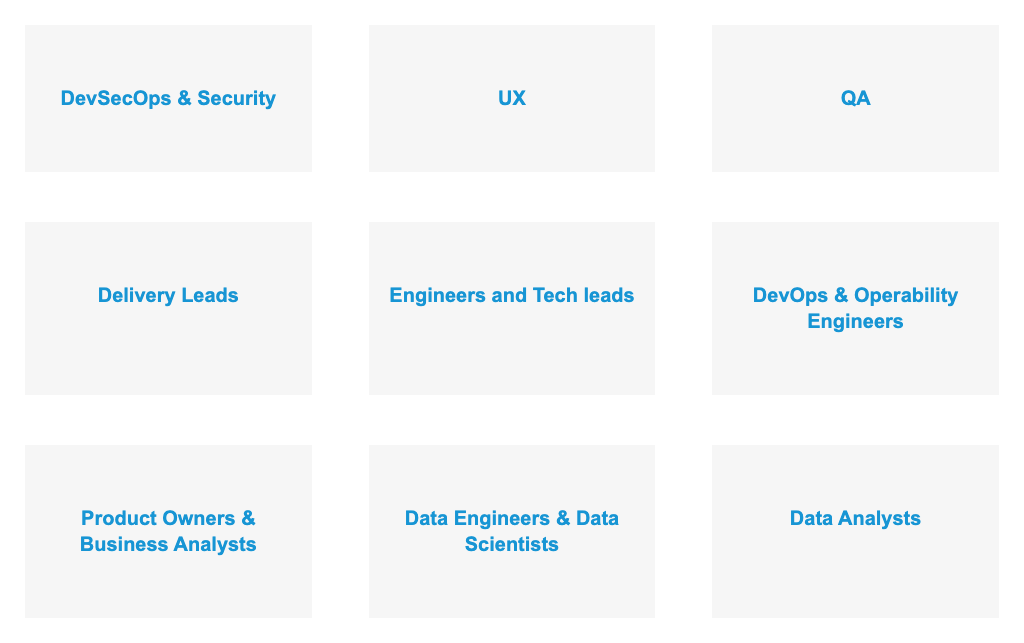 DevSecOps & Security
UX
QA
Delivery Leads
Engineers and Tech leads
DevOps & Operability
Engineers
Product Owners &
Business Analysts
Data Engineers & Data
Scientists
Data Analysts